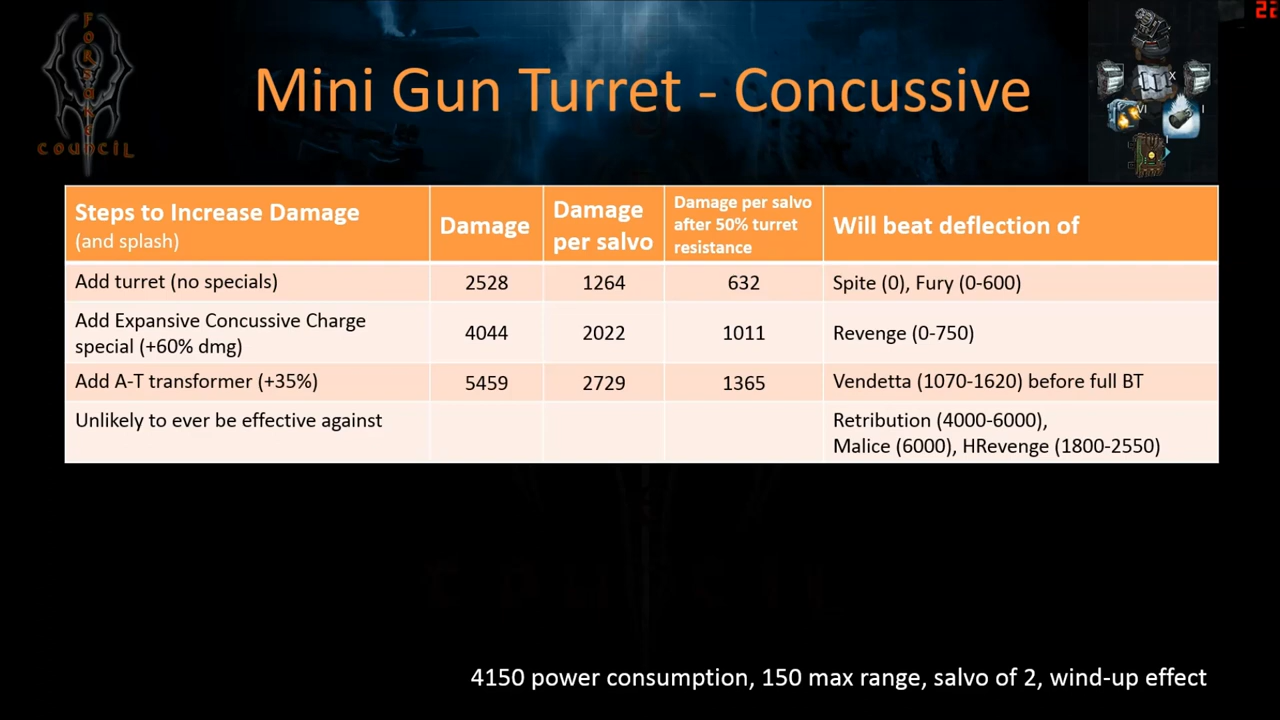 Forsaken
council
22
Mini Gun Turret - Concussive
X
VI
I
I
Steps to Increase Damage
(and splash)
Damage
Damage
per salvo
Damage per salvo
after 50% turret
resistance
Will beat deflection of
Add turret (no specials)
2528
1264
632
Spite (0), Fury (0-600)
Add Expansive Concussive Charge
special (+60% dmg)
4044
2022
1011
Revenge (0-750)
Add A-T transformer (+35%)
5459
2729
1365
Vendetta (1070-1620) before full BT
Unlikely to ever be effective against
Retribution (4000-6000),
Malice (6000), HRevenge (1800-2550)
4150 power consumption, 150 max range, salvo of 2, wind-up effect